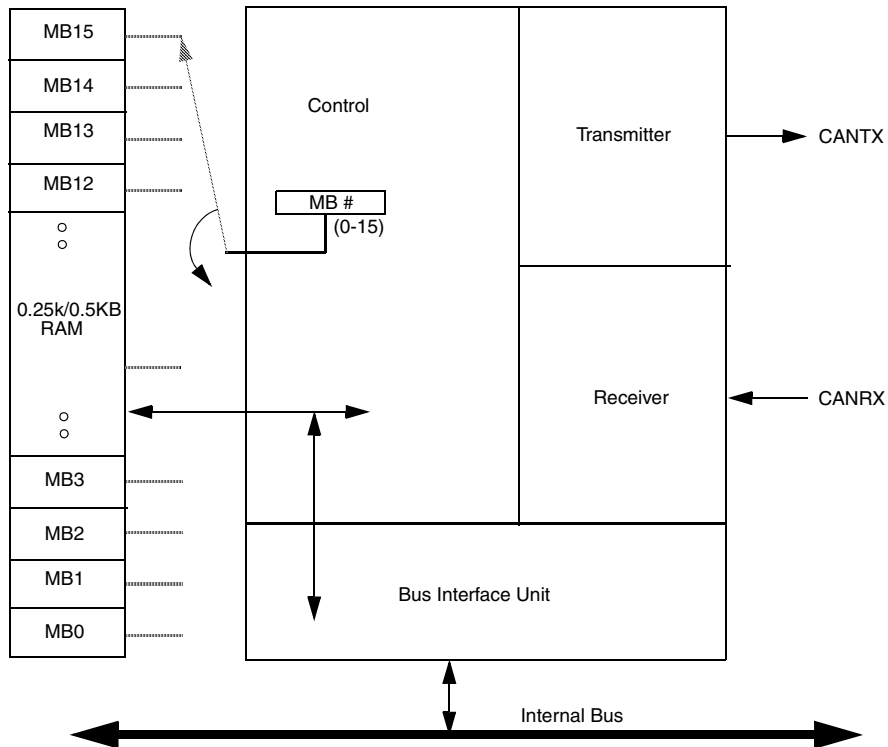 MB15
MB14
MB13
MB12
0.25k/0.5KB
RAM
MB3
MB2
MB1
MB0
Control
MB #
(0-15)
Transmitter
CANTX
Receiver
CANRX
Bus Interface Unit
Internal Bus